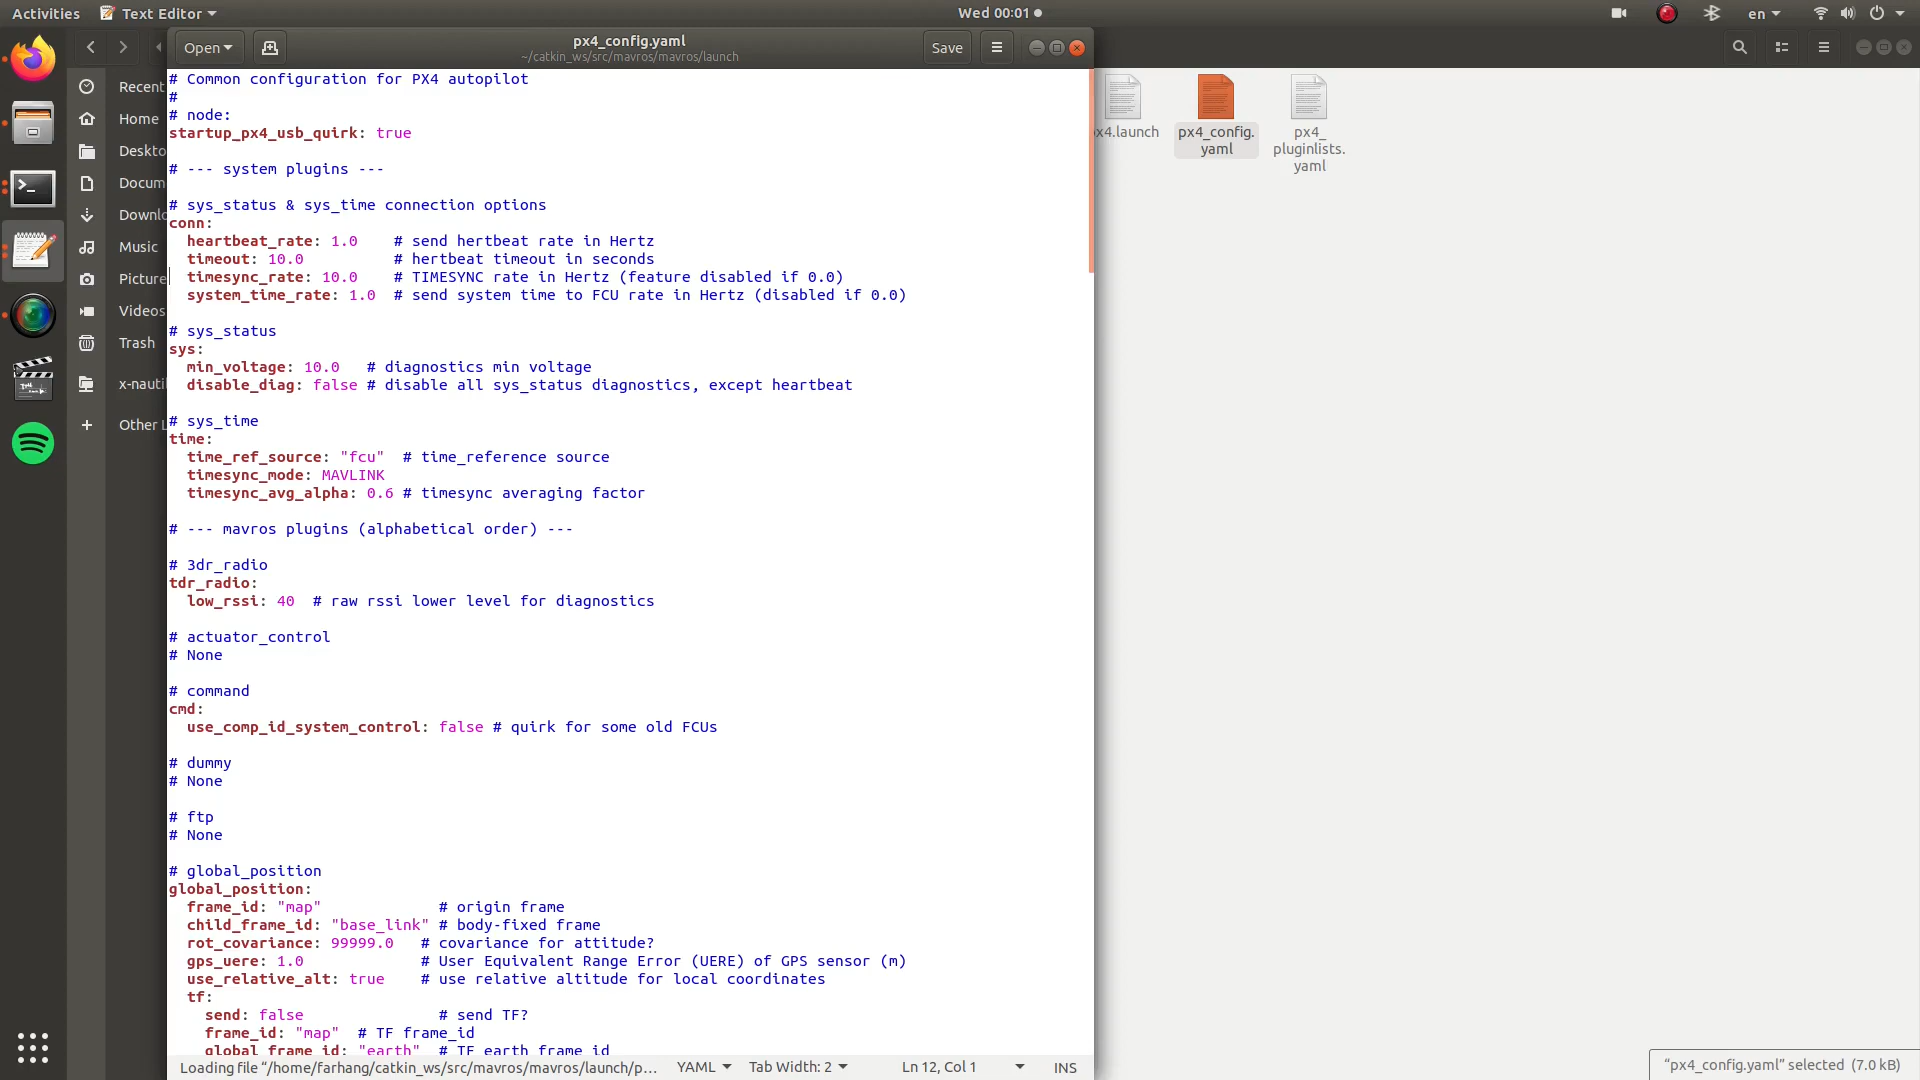 Activities
Text Editor
Wed 00:01
en
Open
px4_config.yaml
~/catkin_ws/src/mavros/mavros/launch
Save
Recent
Home
Deskto
Docum
Downlo
Music
Picture
Videos
Trash
x-nauti
Other L
# Common configuration for PX4 autopilot
#
# node:
startup_px4_usb_quirk: true
# --- system plugins ---
# sys_status & sys_time connection options
conn:
heartbeat_rate: 1.0 # send hertbeat rate in Hertz
timeout: 10.0 # hertbeat timeout in seconds
timesync_rate: 10.0 # TIMESYNC rate in Hertz (feature disabled if 0.0)
system_time_rate: 1.0 # send system time to FCU rate in Hertz (disabled if 0.0)
# sys_status
sys:
min_voltage: 10.0 # diagnostics min voltage
disable_diag: false # disable all sys_status diagnostics, except heartbeat
# sys_time
time:
time_ref_source: "fcu" # time_reference source
timesync_mode: MAVLINK
timesync_avg_alpha: 0.6 # timesync averaging factor
# --- mavros plugins (alphabetical order) ---
# 3dr_radio
tdr_radio:
low_rssi: 40 # raw rssi lower level for diagnostics
# actuator_control
# None
# command
cmd:
use_comp_id_system_control: false # quirk for some old FCUs
# dummy
# None
# ftp
# None
# global_position
global_position:
frame_id: "map" # origin frame
child_frame_id: "base_link" # body-fixed frame
rot_covariance: 99999.0 # covariance for attitude?
gps_uere: 1.0 # User Equivalent Range Error (UERE) of GPS sensor (m)
use_relative_alt: true # use relative altitude for local coordinates
tf:
send: false # send TF?
frame_id: "map" # TF frame_id
global_frame_id: "earth" # TF earth frame_id
Loading file “/home/farhang/catkin_ws/src/mavros/mavros/launch/p…
YAML
Tab Width: 2
Ln 12, Col 1
INS
x4.launch
px4_config.
yaml
px4_
pluginlists.
yaml
“px4_config.yaml” selected (7.0 kB)